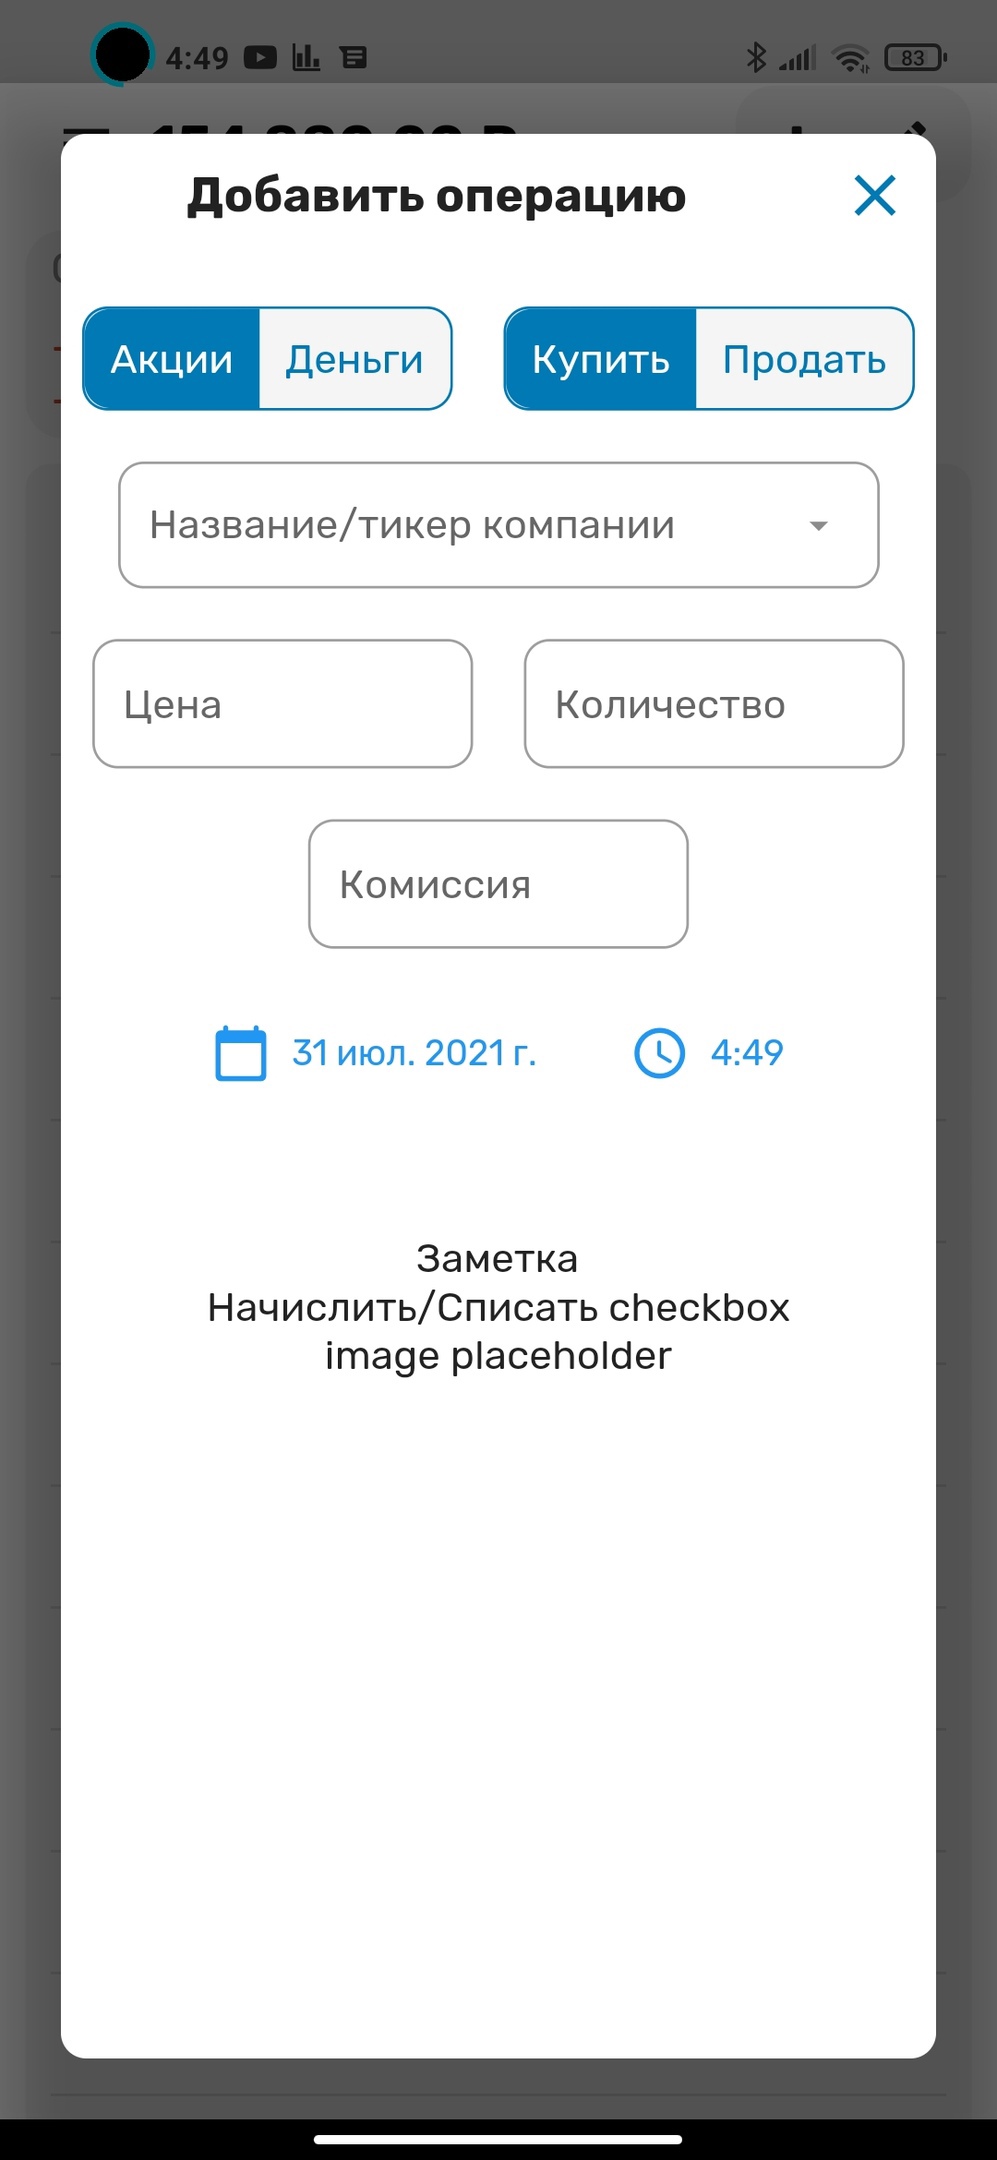 4:49
83
Добавить операцию
Акции Деньги Купить Продать
Название/тикер компании
Цена Количество
Комиссия
31 июл. 2021 г. 4:49
Заметка
Начислить/Списать checkbox
image placeholder